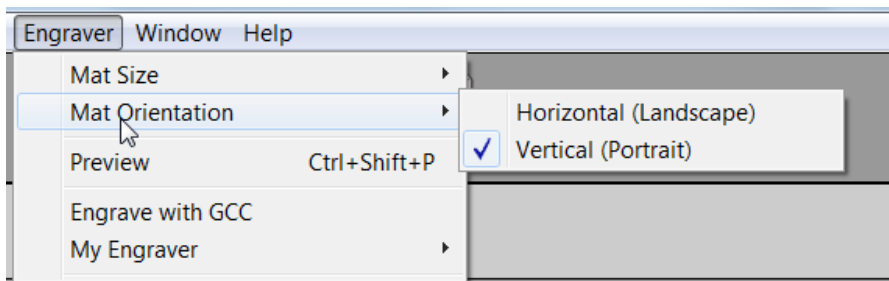 Engraver Window Help
Mat Size
Mat Orientation
Horizontal (Landscape)
Vertical (Portrait)
Preview Ctrl+Shift+P
Engrave with GCC
My Engraver